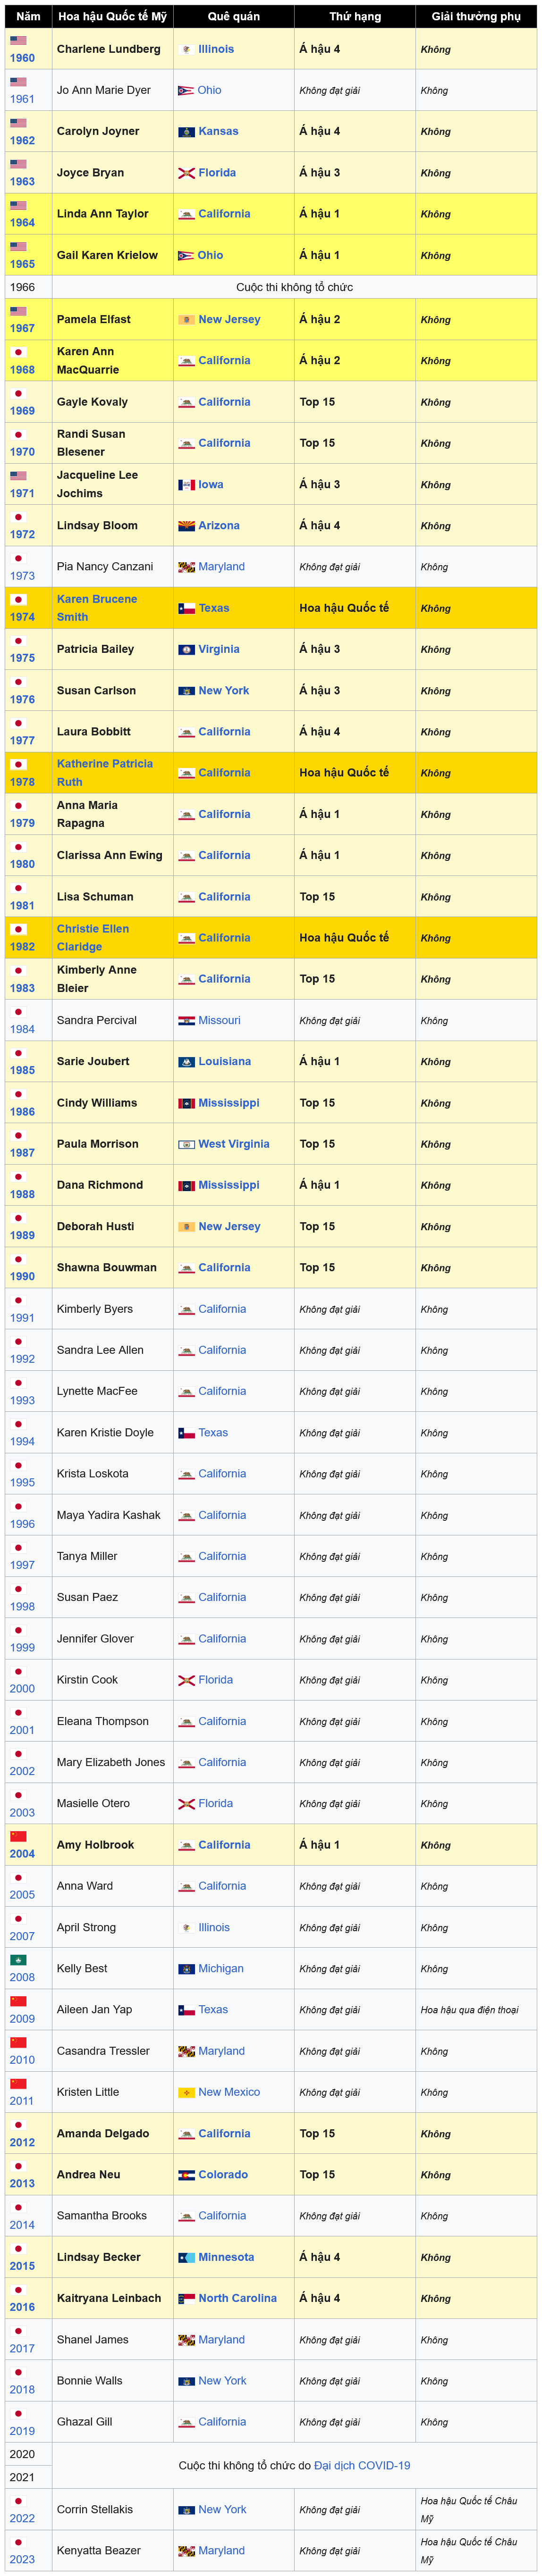 Năm Hoa hậu Quốc tế Mỹ Quê quán Thứ hạng Giải thưởng phụ
1960 Charlene Lundberg Illinois Á hậu 4 Không
1961 Jo Ann Marie Dyer Ohio Không đạt giải Không
1962 Carolyn Joyner Kansas Á hậu 4 Không
1963 Joyce Bryan Florida Á hậu 3 Không
1964 Linda Ann Taylor California Á hậu 1 Không
1965 Gail Karen Krielow Ohio Á hậu 1 Không
1966 Cuộc thi không tổ chức
1967 Pamela Elfast New Jersey Á hậu 2 Không
Karen Ann
1968 MacQuarrie California Á hậu 2 Không
1969 Gayle Kovaly California Top 15 Không
Randi Susan
1970 Blesener California Top 15 Không
Jacqueline Lee
1971 Jochims Iowa Á hậu 3 Không
1972 Lindsay Bloom Arizona Á hậu 4 Không
1973 Pia Nancy Canzani Maryland Không đạt giải Không
Karen Brucene
1974 Smith Texas Hoa hậu Quốc tế Không
1975 Patricia Bailey Virginia Á hậu 3 Không
1976 Susan Carlson New York Á hậu 3 Không
1977 Laura Bobbitt California Á hậu 4 Không
Katherine Patricia
1978 Ruth California Hoa hậu Quốc tế Không
Anna Maria
1979 Rapagna California Á hậu 1 Không
1980 Clarissa Ann Ewing California Á hậu 1 Không
1981 Lisa Schuman California Top 15 Không
Christie Ellen
1982 Claridge California Hoa hậu Quốc tế Không
Kimberly Anne
1983 Bleier California Top 15 Không
1984 Sandra Percival Missouri Không đạt giải Không
1985 Sarie Joubert Louisiana Á hậu 1 Không
1986 Cindy Williams Mississippi Top 15 Không
1987 Paula Morrison West Virginia Top 15 Không
1988 Dana Richmond Mississippi Á hậu 1 Không
1989 Deborah Husti New Jersey Top 15 Không
1990 Shawna Bouwman California Top 15 Không
1991 Kimberly Byers California Không đạt giải Không
1992 Sandra Lee Allen California Không đạt giải Không
1993 Lynette MacFee California Không đạt giải Không
1994 Karen Kristie Doyle Texas Không đạt giải Không
1995 Krista Loskota California Không đạt giải Không
1996 Maya Yadira Kashak California Không đạt giải Không
1997 Tanya Miller California Không đạt giải Không
1998 Susan Paez California Không đạt giải Không
1999 Jennifer Glover California Không đạt giải Không
2000 Kirstin Cook Florida Không đạt giải Không
2001 Eleana Thompson California Không đạt giải Không
2002 Mary Elizabeth Jones California Không đạt giải Không
2003 Masielle Otero Florida Không đạt giải Không
2004 Amy Holbrook California Á hậu 1 Không
2005 Anna Ward California Không đạt giải Không
2007 April Strong Illinois Không đạt giải Không
2008 Kelly Best Michigan Không đạt giải Không
2009 Aileen Jan Yap Texas Không đạt giải Hoa hậu qua điện thoại
2010 Casandra Tressler Maryland Không đạt giải Không
2011 Kristen Little New Mexico Không đạt giải Không
2012 Amanda Delgado California Top 15 Không
2013 Andrea Neu Colorado Top 15 Không
2014 Samantha Brooks California Không đạt giải Không
2015 Lindsay Becker Minnesota Á hậu 4 Không
2016 Kaitryana Leinbach North Carolina Á hậu 4 Không
2017 Shanel James Maryland Không đạt giải Không
2018 Bonnie Walls New York Không đạt giải Không
2019 Ghazal Gill California Không đạt giải Không
2020
Cuộc thi không tổ chức do Đại dịch COVID-19
2021
Hoa hậu Quốc tế Châu
2022 Corrin Stellakis New York Không đạt giải Mỹ
Hoa hậu Quốc tế Châu
2023 Kenyatta Beazer Maryland Không đạt giải Mỹ